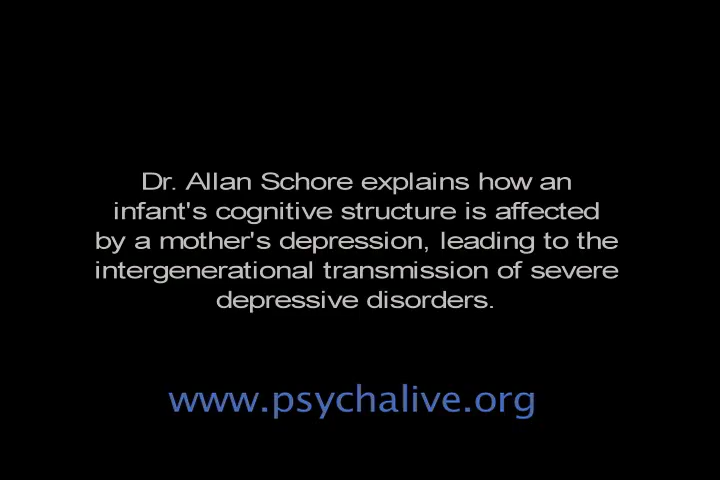 Dr. Allan Schore explains how an
infant's cognitive structure is affected
by a mother's depression, leading to the
intergenerational transmission of severe
depressive disorders.
www.psychalive.org